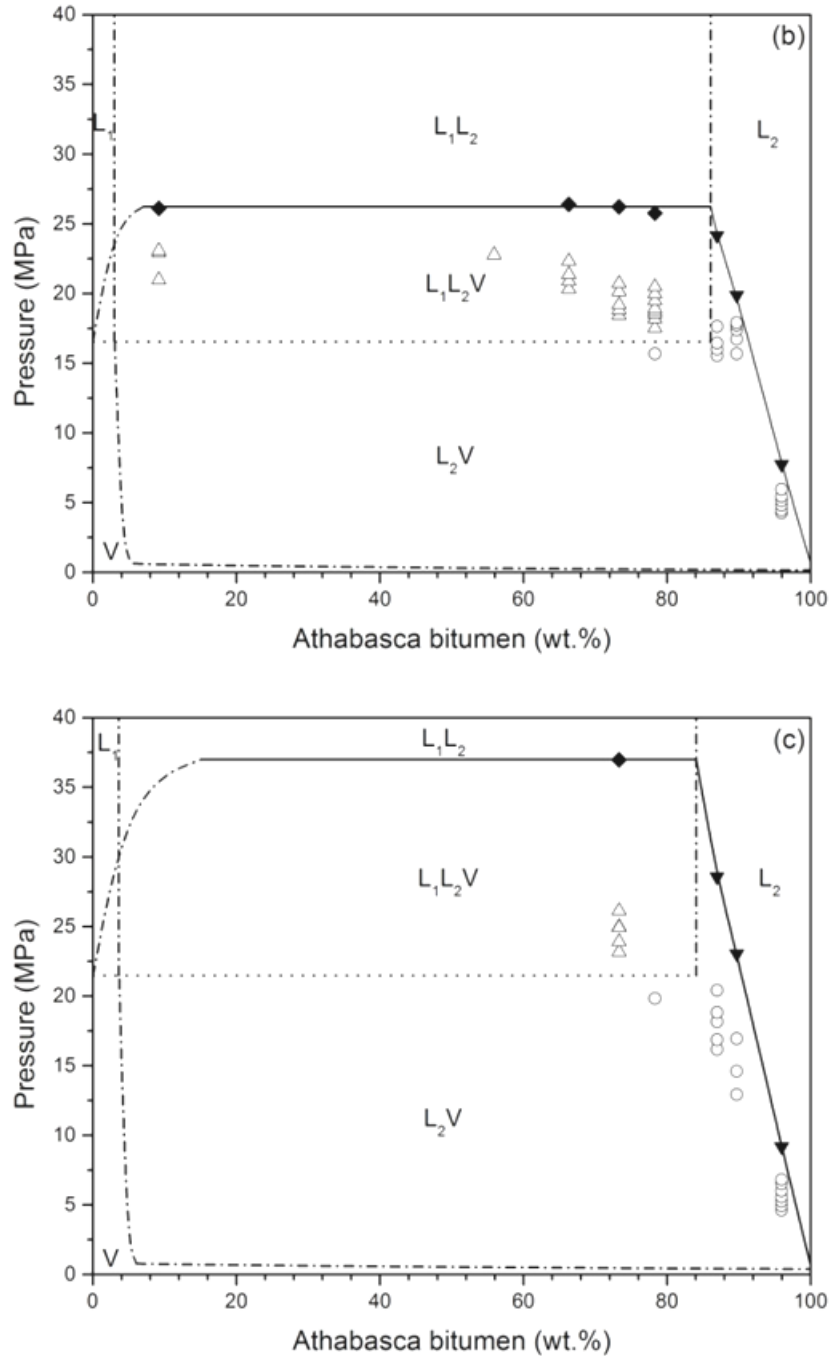 40
(b)
35
L₁
L₁L₂
L₂
30
25
L₁L₂V
20
15
L₂V
10
5
V
0
0 20 40 60 80 100
Pressure (MPa)
Athabasca bitumen (wt.%)
40
L₁
L₁L₂
(c)
35
30
L₁L₂V
L₂
25
20
15
L₂V
10
5
V
0
0 20 40 60 80 100
Pressure (MPa)
Athabasca bitumen (wt.%)